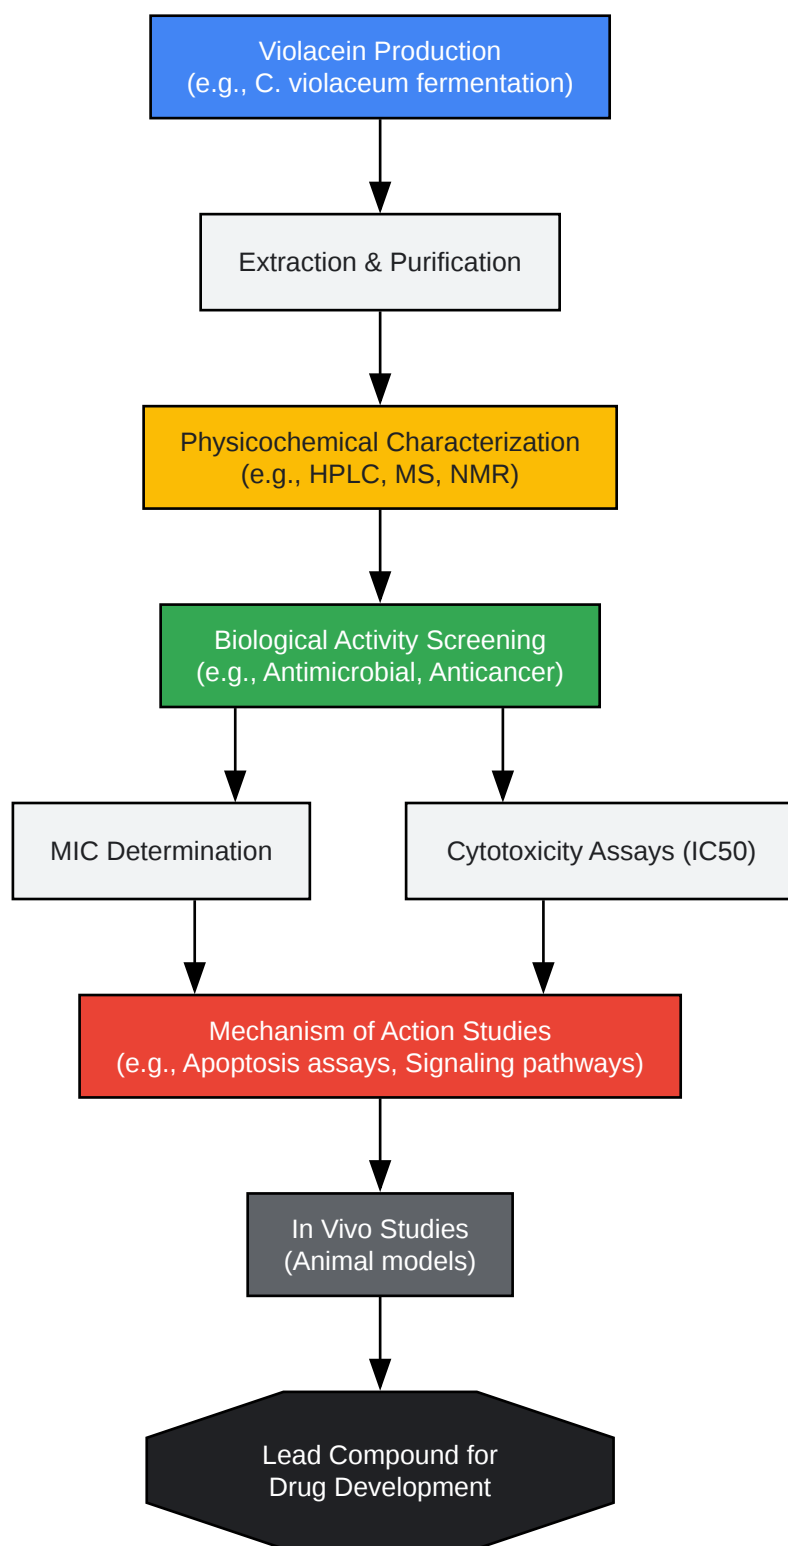 Violacein Production
(e.g., C. violaceum fermentation)
Extraction & Purification
Physicochemical Characterization
(e.g., HPLC, MS, NMR)
Biological Activity Screening
(e.g., Antimicrobial, Anticancer)
MIC Determination
Cytotoxicity Assays (IC50)
Mechanism of Action Studies
(e.g., Apoptosis assays, Signaling pathways)
In Vivo Studies
(Animal models)
Lead Compound for
Drug Development